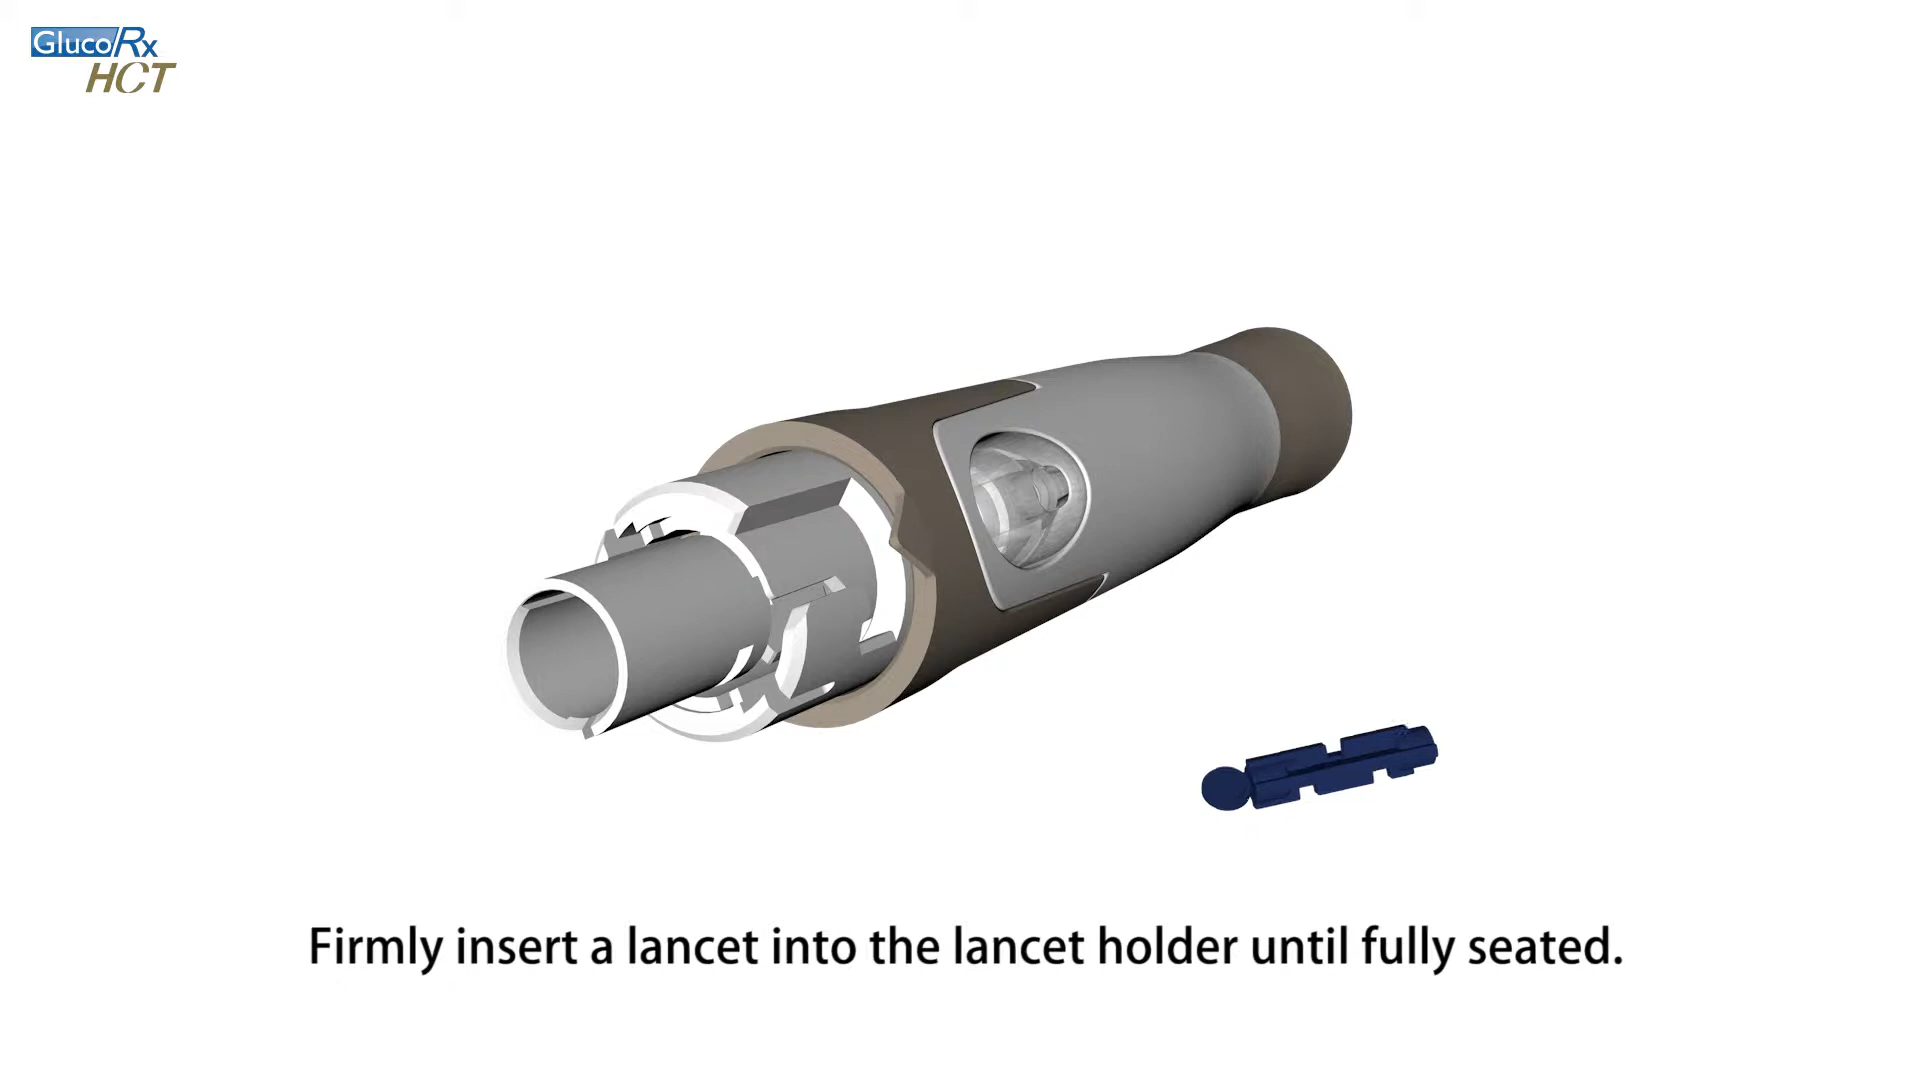 GlucoRx
HCT
Firmly insert a lancet into the lancet holder until fully seated.